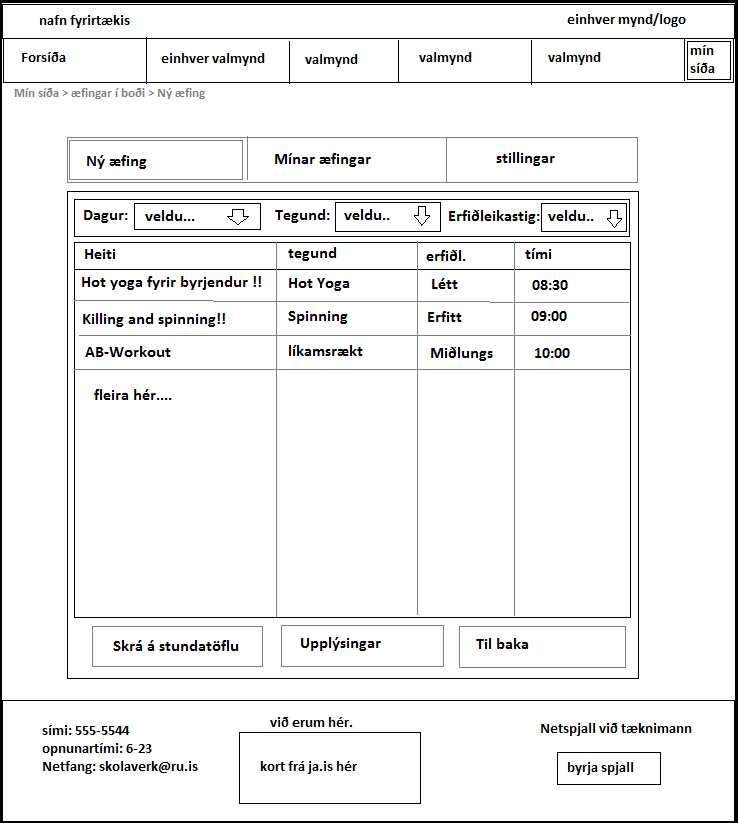 nafn fyrirtækis
einhver mynd/logo
Forsíða
einhver valmynd
valmynd
valmynd
valmynd
mín
síða
Mín síða > æfingar í boði > Ný æfing
Ný æfing
Mínar æfingar
stillingar
Dagur: veldu...
Tegund: veldu..
Erfiðleikastig: veldu..
Heiti tegund erfiðl. tími
Hot yoga fyrir byrjendur !! Hot Yoga Létt 08:30
Killing and spinning!! Spinning Erfitt 09:00
AB-Workout líkamsrækt Miðlungs 10:00
fleira hér....
Skrá á stundatöflu
Upplýsingar
Til baka
sími: 555-5544
opnunartími: 6-23
Netfang: skolaverk@ru.is
við erum hér.
kort frá ja.is hér
Netspjall við tæknimann
byrja spjall